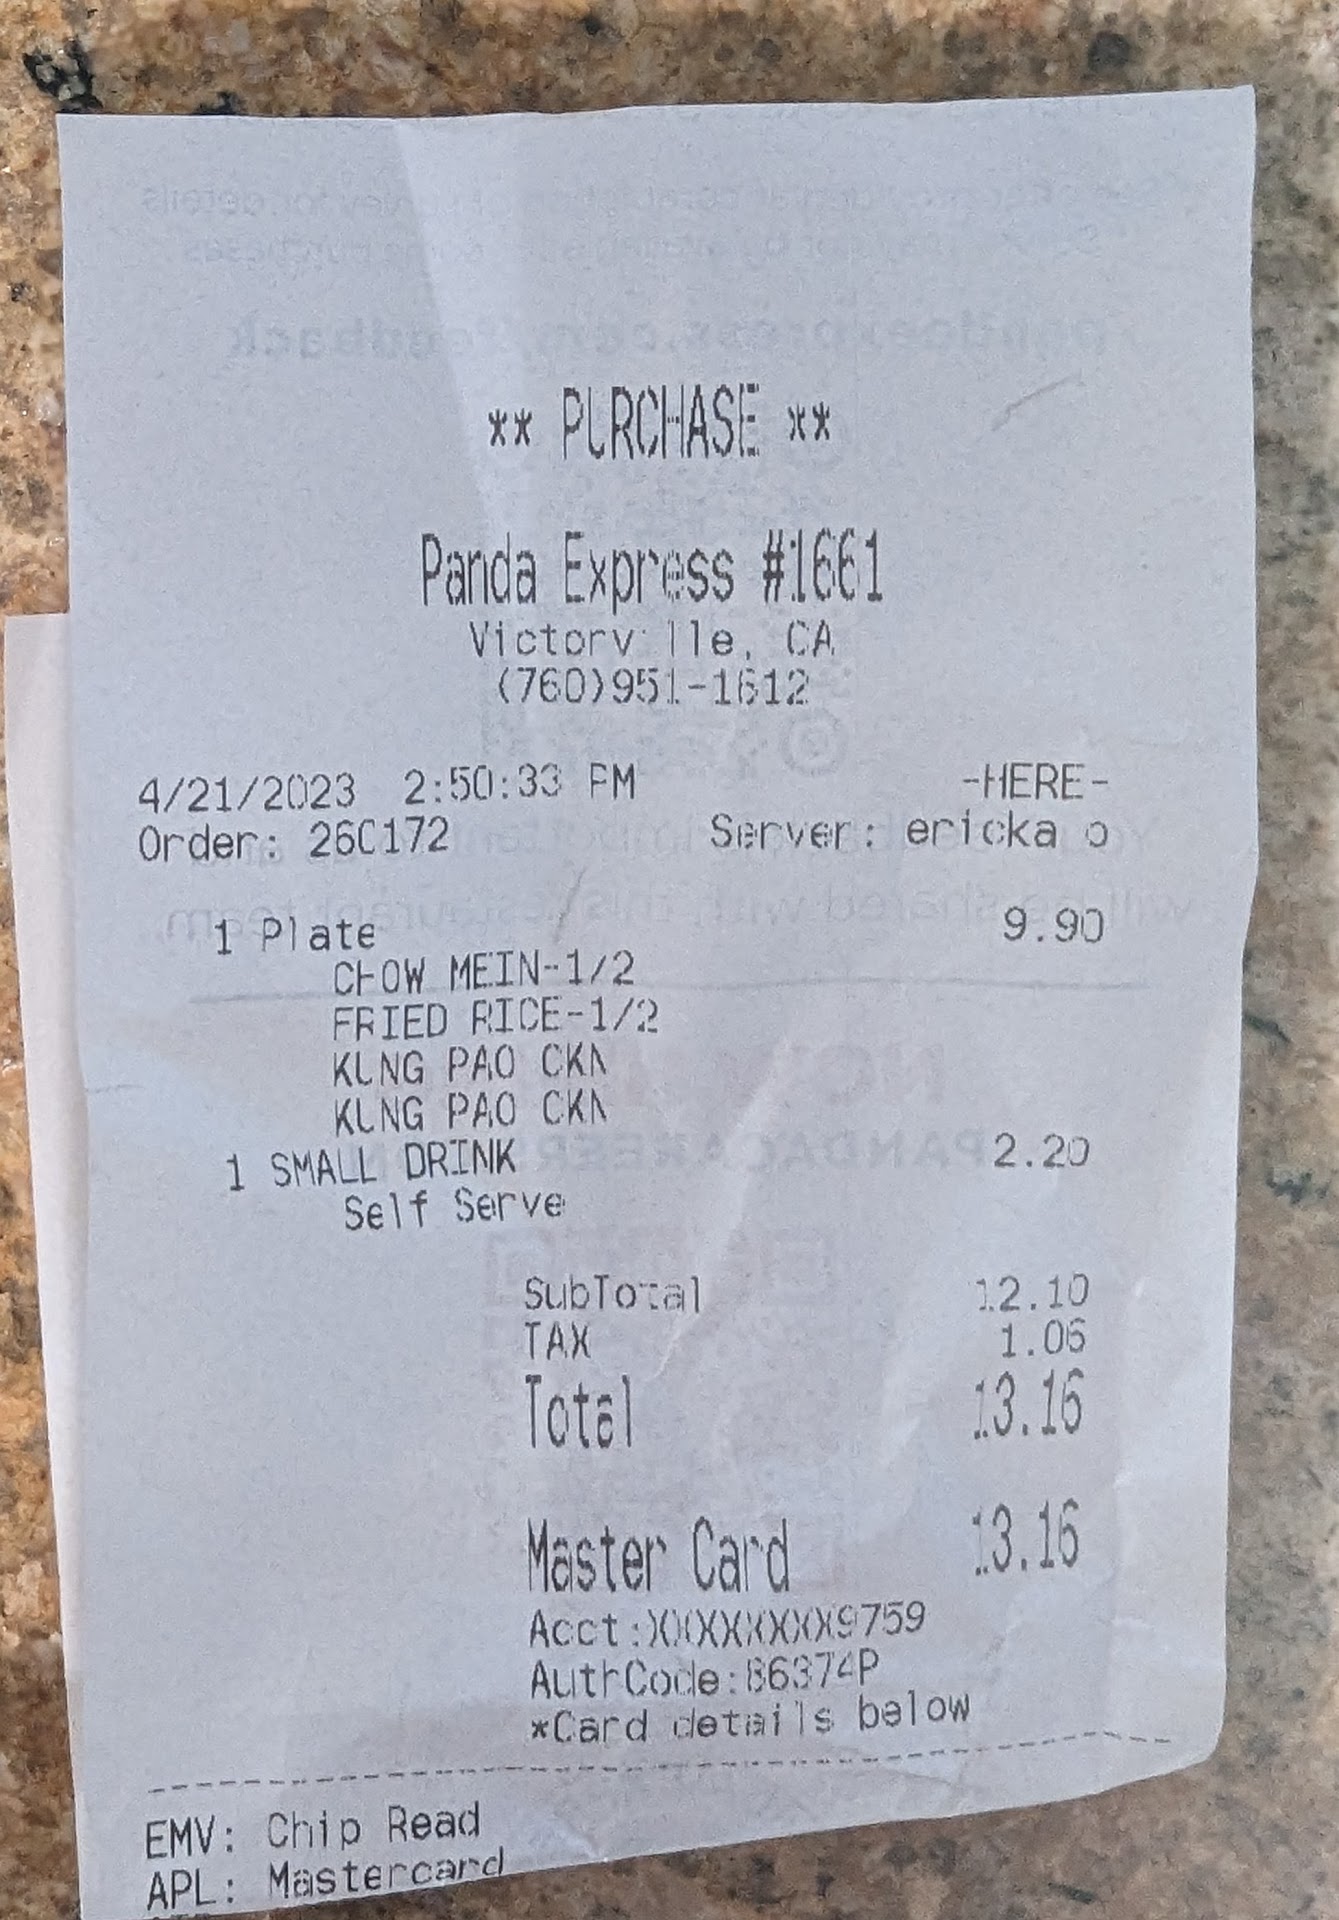 ** PURCHASE **
Panda Express #1661
Victorville, CA
(760)951-1612
4/21/2023 2:50:33 PM -HERE-
Order: 260172 Server: ericka o
1 Plate 9.90
CHOW MEIN-1/2
FRIED RICE-1/2
KUNG PAO CKN
KUNG PAO CKN
1 SMALL DRINK 2.20
Self Serve
SubTotal 12.10
TAX 1.06
Total 13.16
Master Card 13.16
Acct:XXXXXXXX9759
AuthCode:86374P
*Card details below
EMV: Chip Read
APL: Mastercard